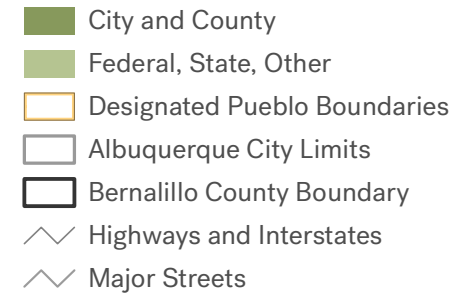 City and County
Federal, State, Other
Designated Pueblo Boundaries
Albuquerque City Limits
Bernalillo County Boundary
Highways and Interstates
Major Streets